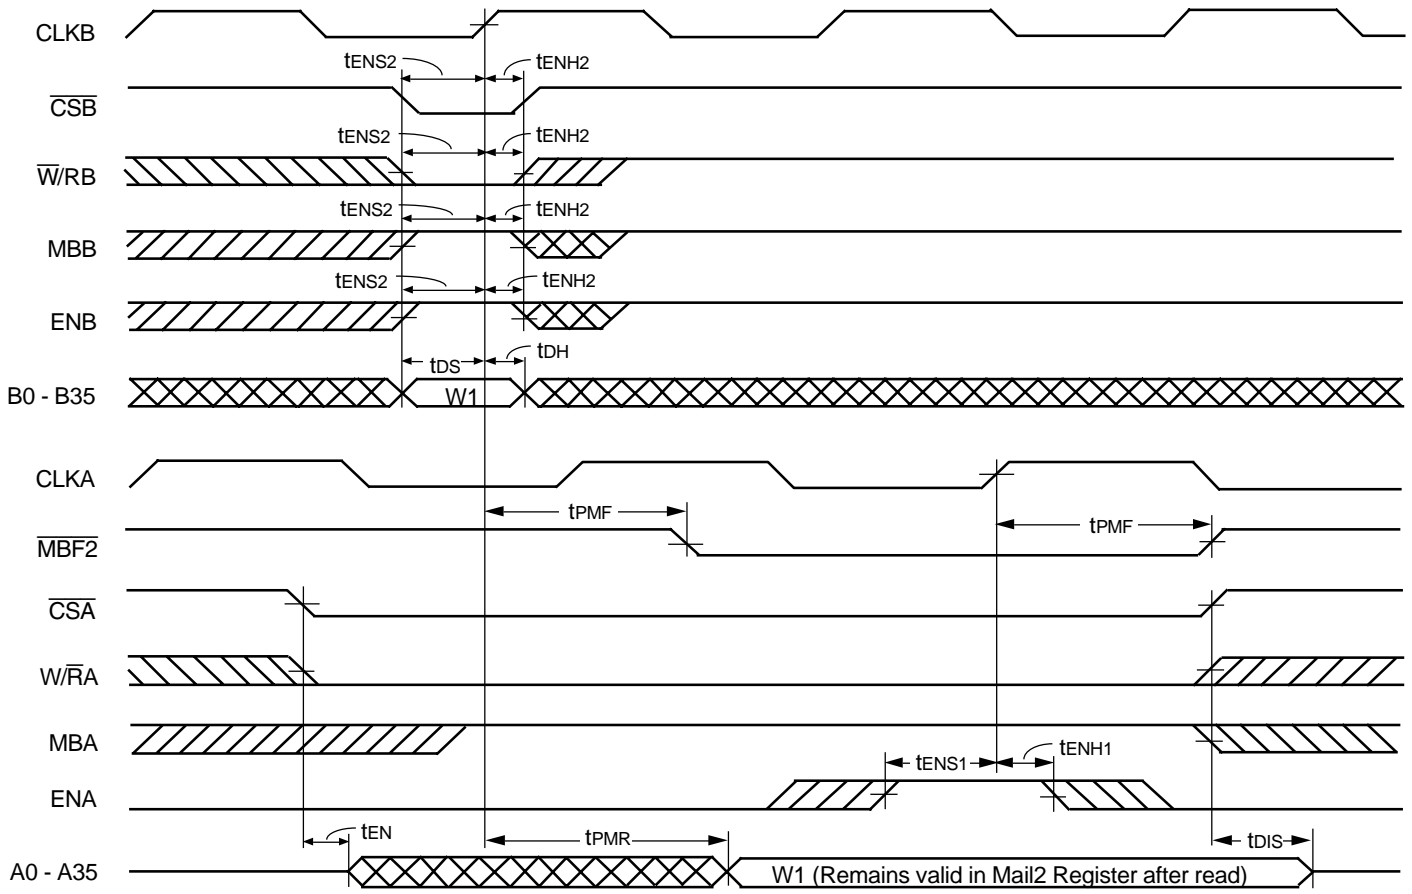 CLKB
tENS2 tENH2
CSB
tENS2 tENH2
W/RB
tENS2 tENH2
MBB
tENS2 tENH2
ENB
tDS tDH
B0 - B35 W1
CLKA
tPMF tPMF
MBF2
CSA
W/RA
MBA
tENS1 tENH1
ENA
tEN tPMR tDIS
A0 - A35 W1 (Remains valid in Mail2 Register after read)